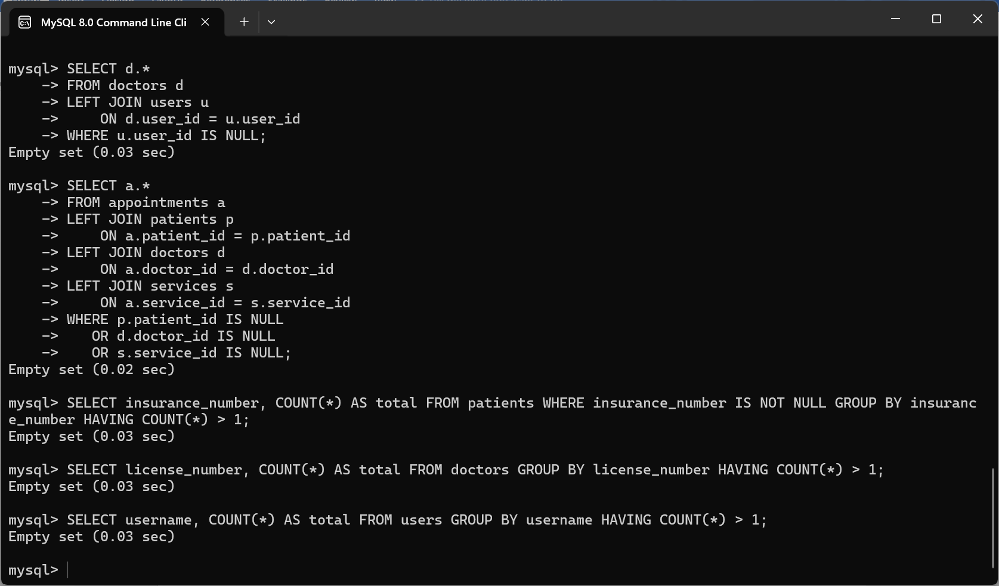 MySQL 8.0 Command Line Cli
mysql> SELECT d.*
    -> FROM doctors d
    -> LEFT JOIN users u
    ->     ON d.user_id = u.user_id
    -> WHERE u.user_id IS NULL;
Empty set (0.03 sec)
mysql> SELECT a.*
    -> FROM appointments a
    -> LEFT JOIN patients p
    ->     ON a.patient_id = p.patient_id
    -> LEFT JOIN doctors d
    ->     ON a.doctor_id = d.doctor_id
    -> LEFT JOIN services s
    ->     ON a.service_id = s.service_id
    -> WHERE p.patient_id IS NULL
    ->    OR d.doctor_id IS NULL
    ->    OR s.service_id IS NULL;
Empty set (0.02 sec)
mysql> SELECT insurance_number, COUNT(*) AS total FROM patients WHERE insurance_number IS NOT NULL GROUP BY insuranc
e_number HAVING COUNT(*) > 1;
Empty set (0.03 sec)
mysql> SELECT license_number, COUNT(*) AS total FROM doctors GROUP BY license_number HAVING COUNT(*) > 1;
Empty set (0.03 sec)
mysql> SELECT username, COUNT(*) AS total FROM users GROUP BY username HAVING COUNT(*) > 1;
Empty set (0.03 sec)
mysql>